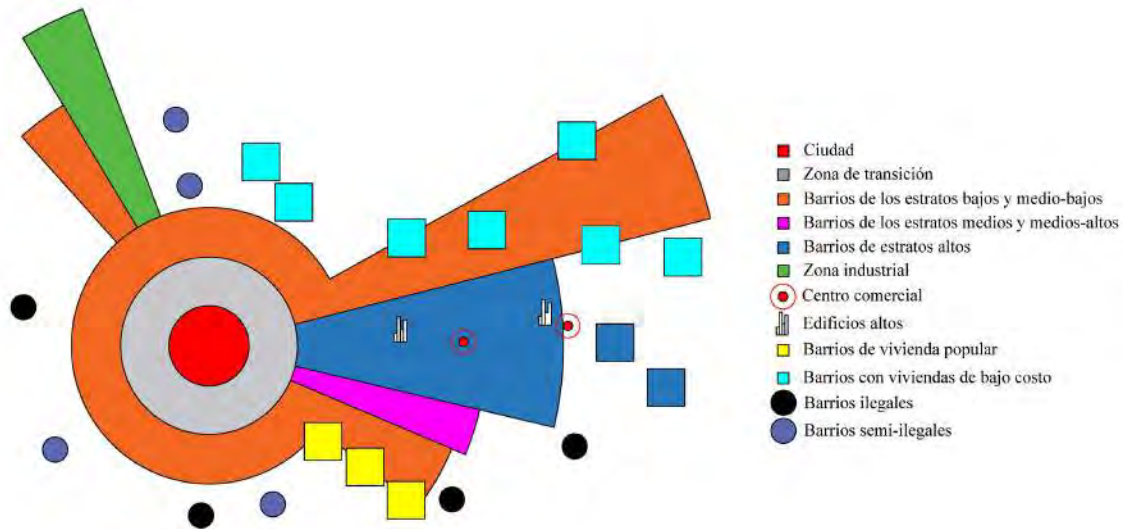 Ciudad
Zona de transición
Barrios de los estratos bajos y medio-bajos
Barrios de los estratos medios y medios-altos
Barrios de estratos altos
Zona industrial
Centro comercial
Edificios altos
Barrios de vivienda popular
Barrios con viviendas de bajo costo
Barrios ilegales
Barrios semi-ilegales